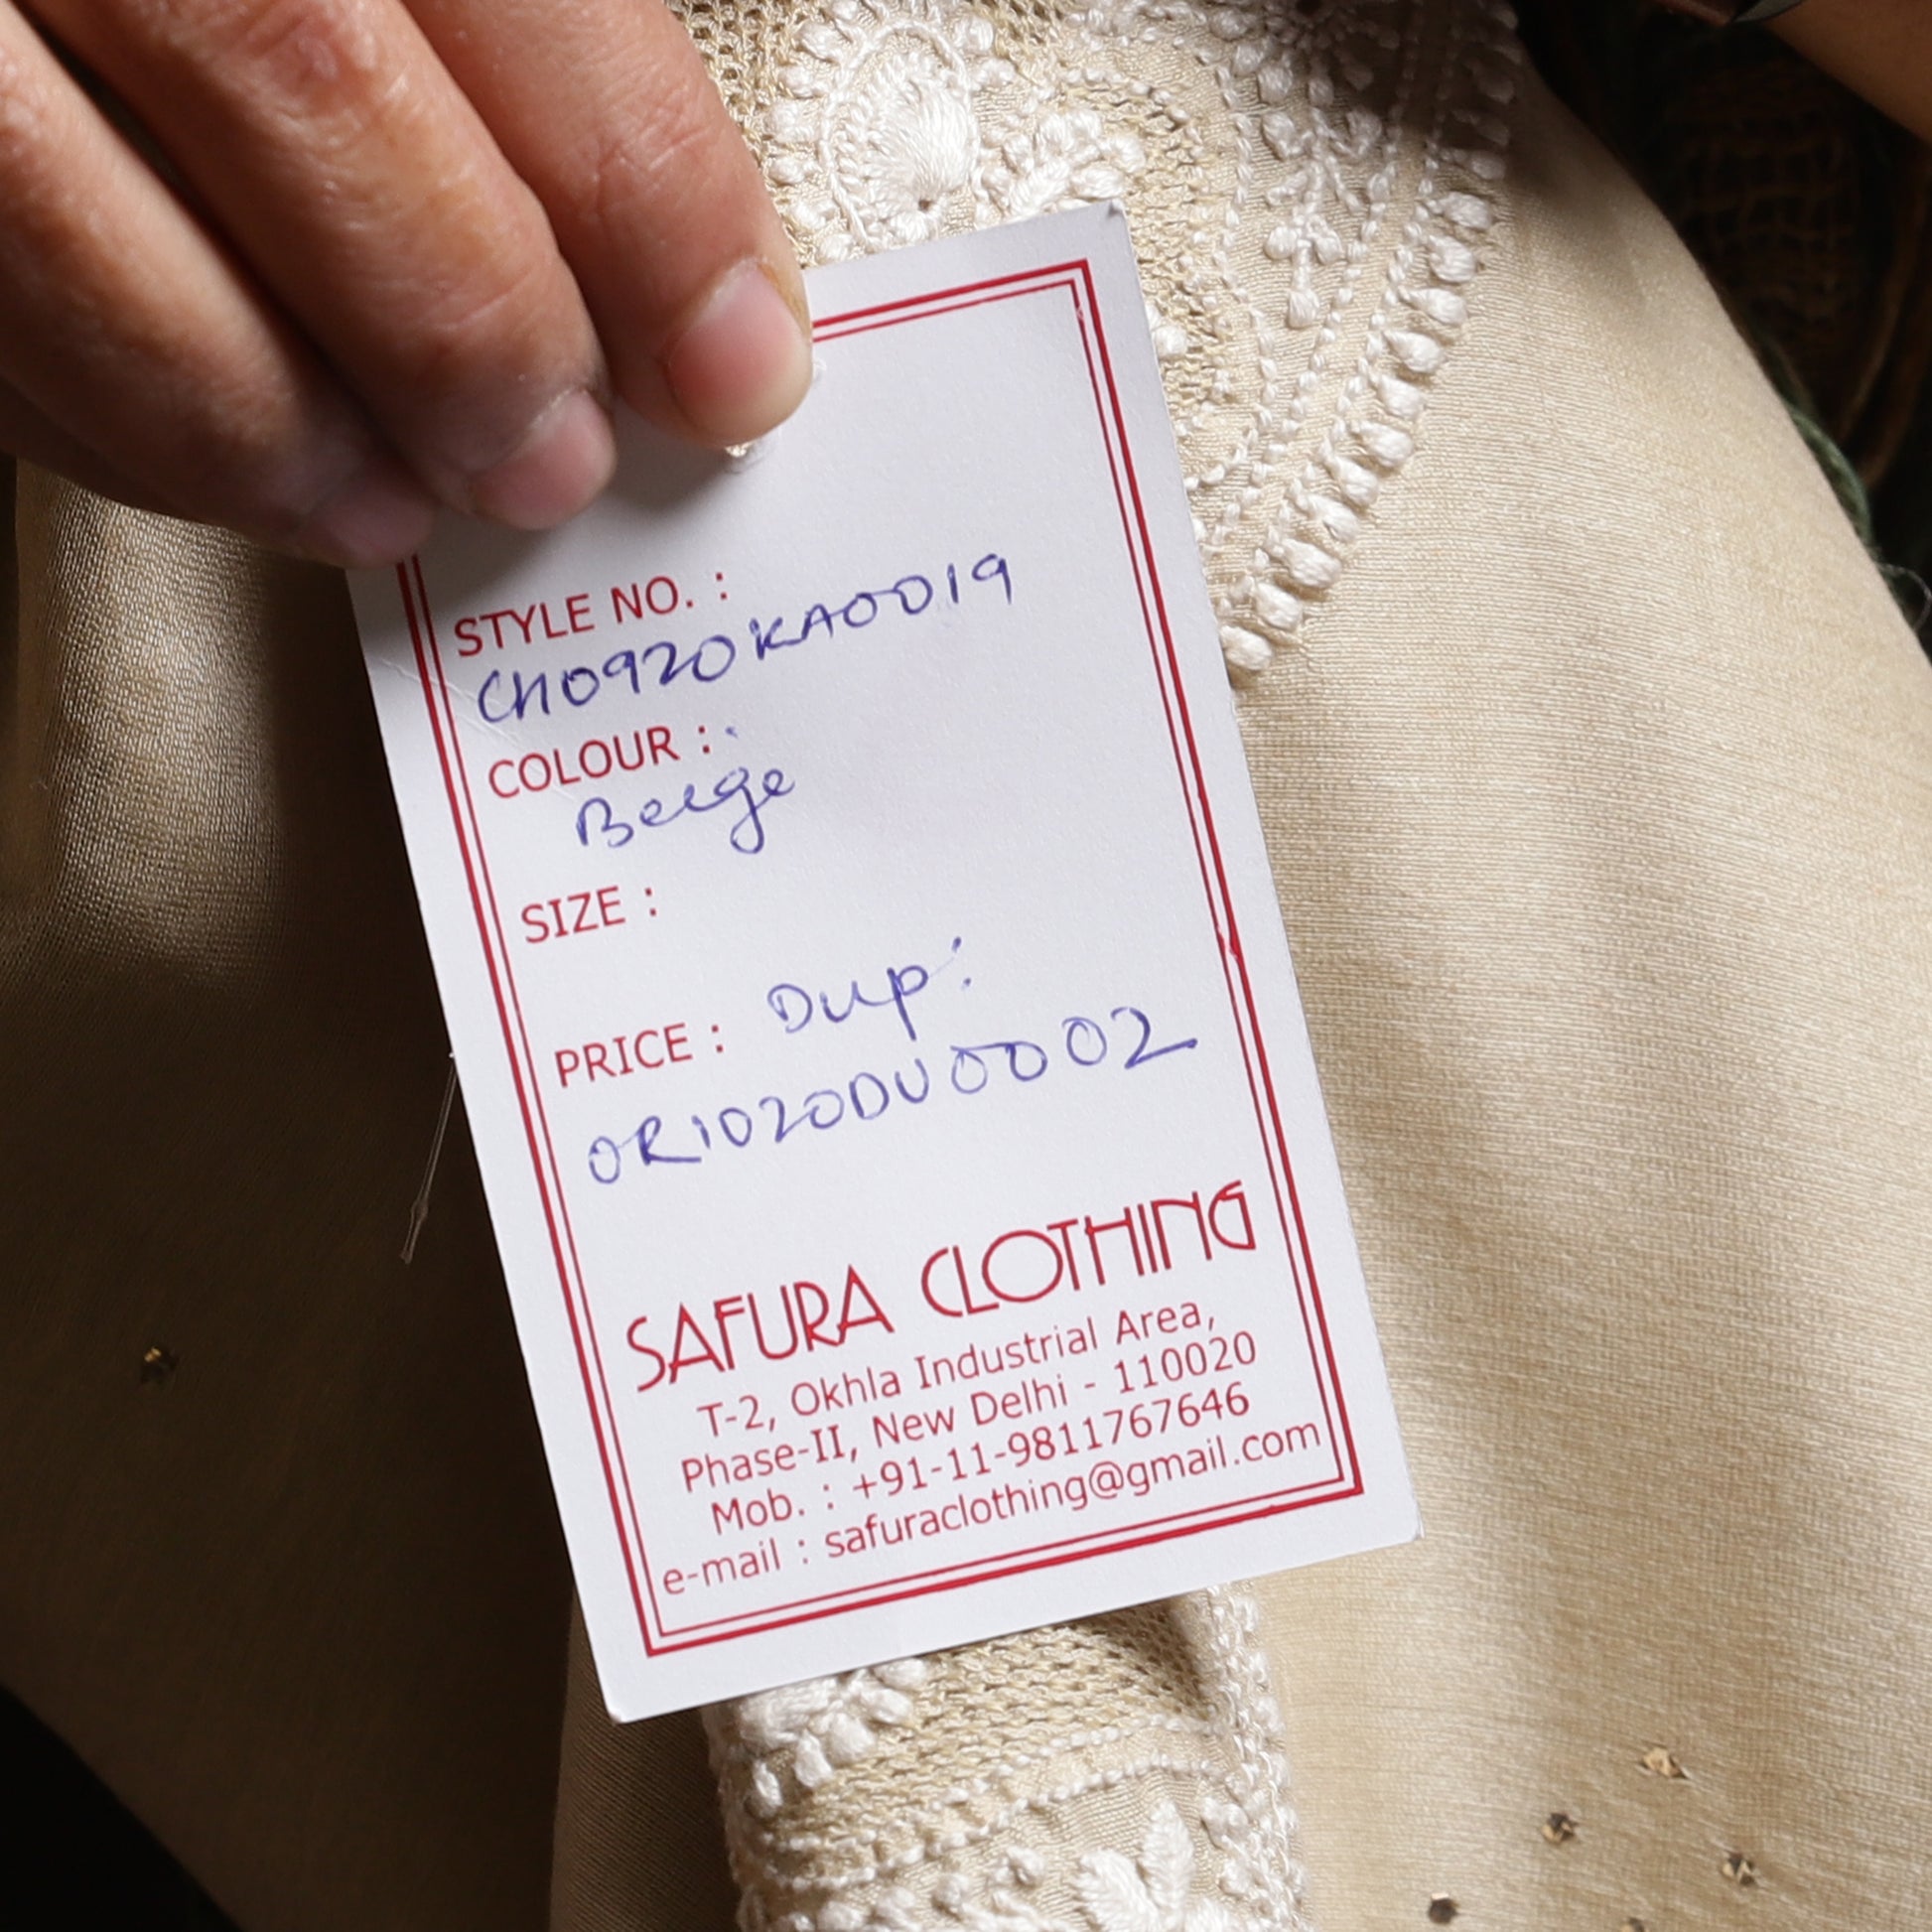 STYLE NO. :
CH0920KA0019
COLOUR :
Beige
SIZE :
PRICE : Dup:
OR1020DU0002
SAFURA CLOTHING
T-2, Okhla Industrial Area,
Phase-II, New Delhi - 110020
Mob. : +91-11-9811767646
e-mail : safuraclothing@gmail.com